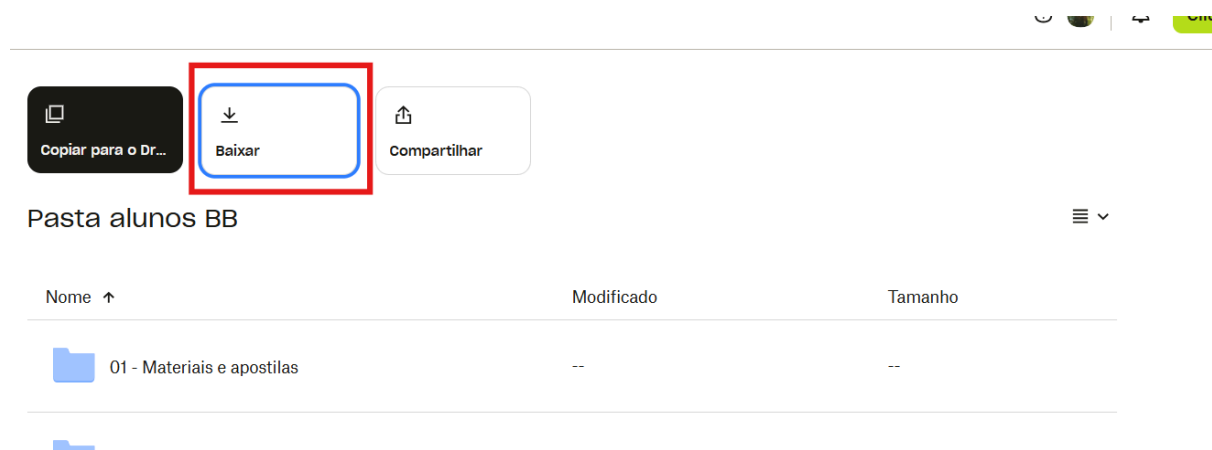 Copiar para o Dr...
Baixar
Compartilhar
Pasta alunos BB
Nome
Modificado
Tamanho
01 - Materiais e apostilas
--
--